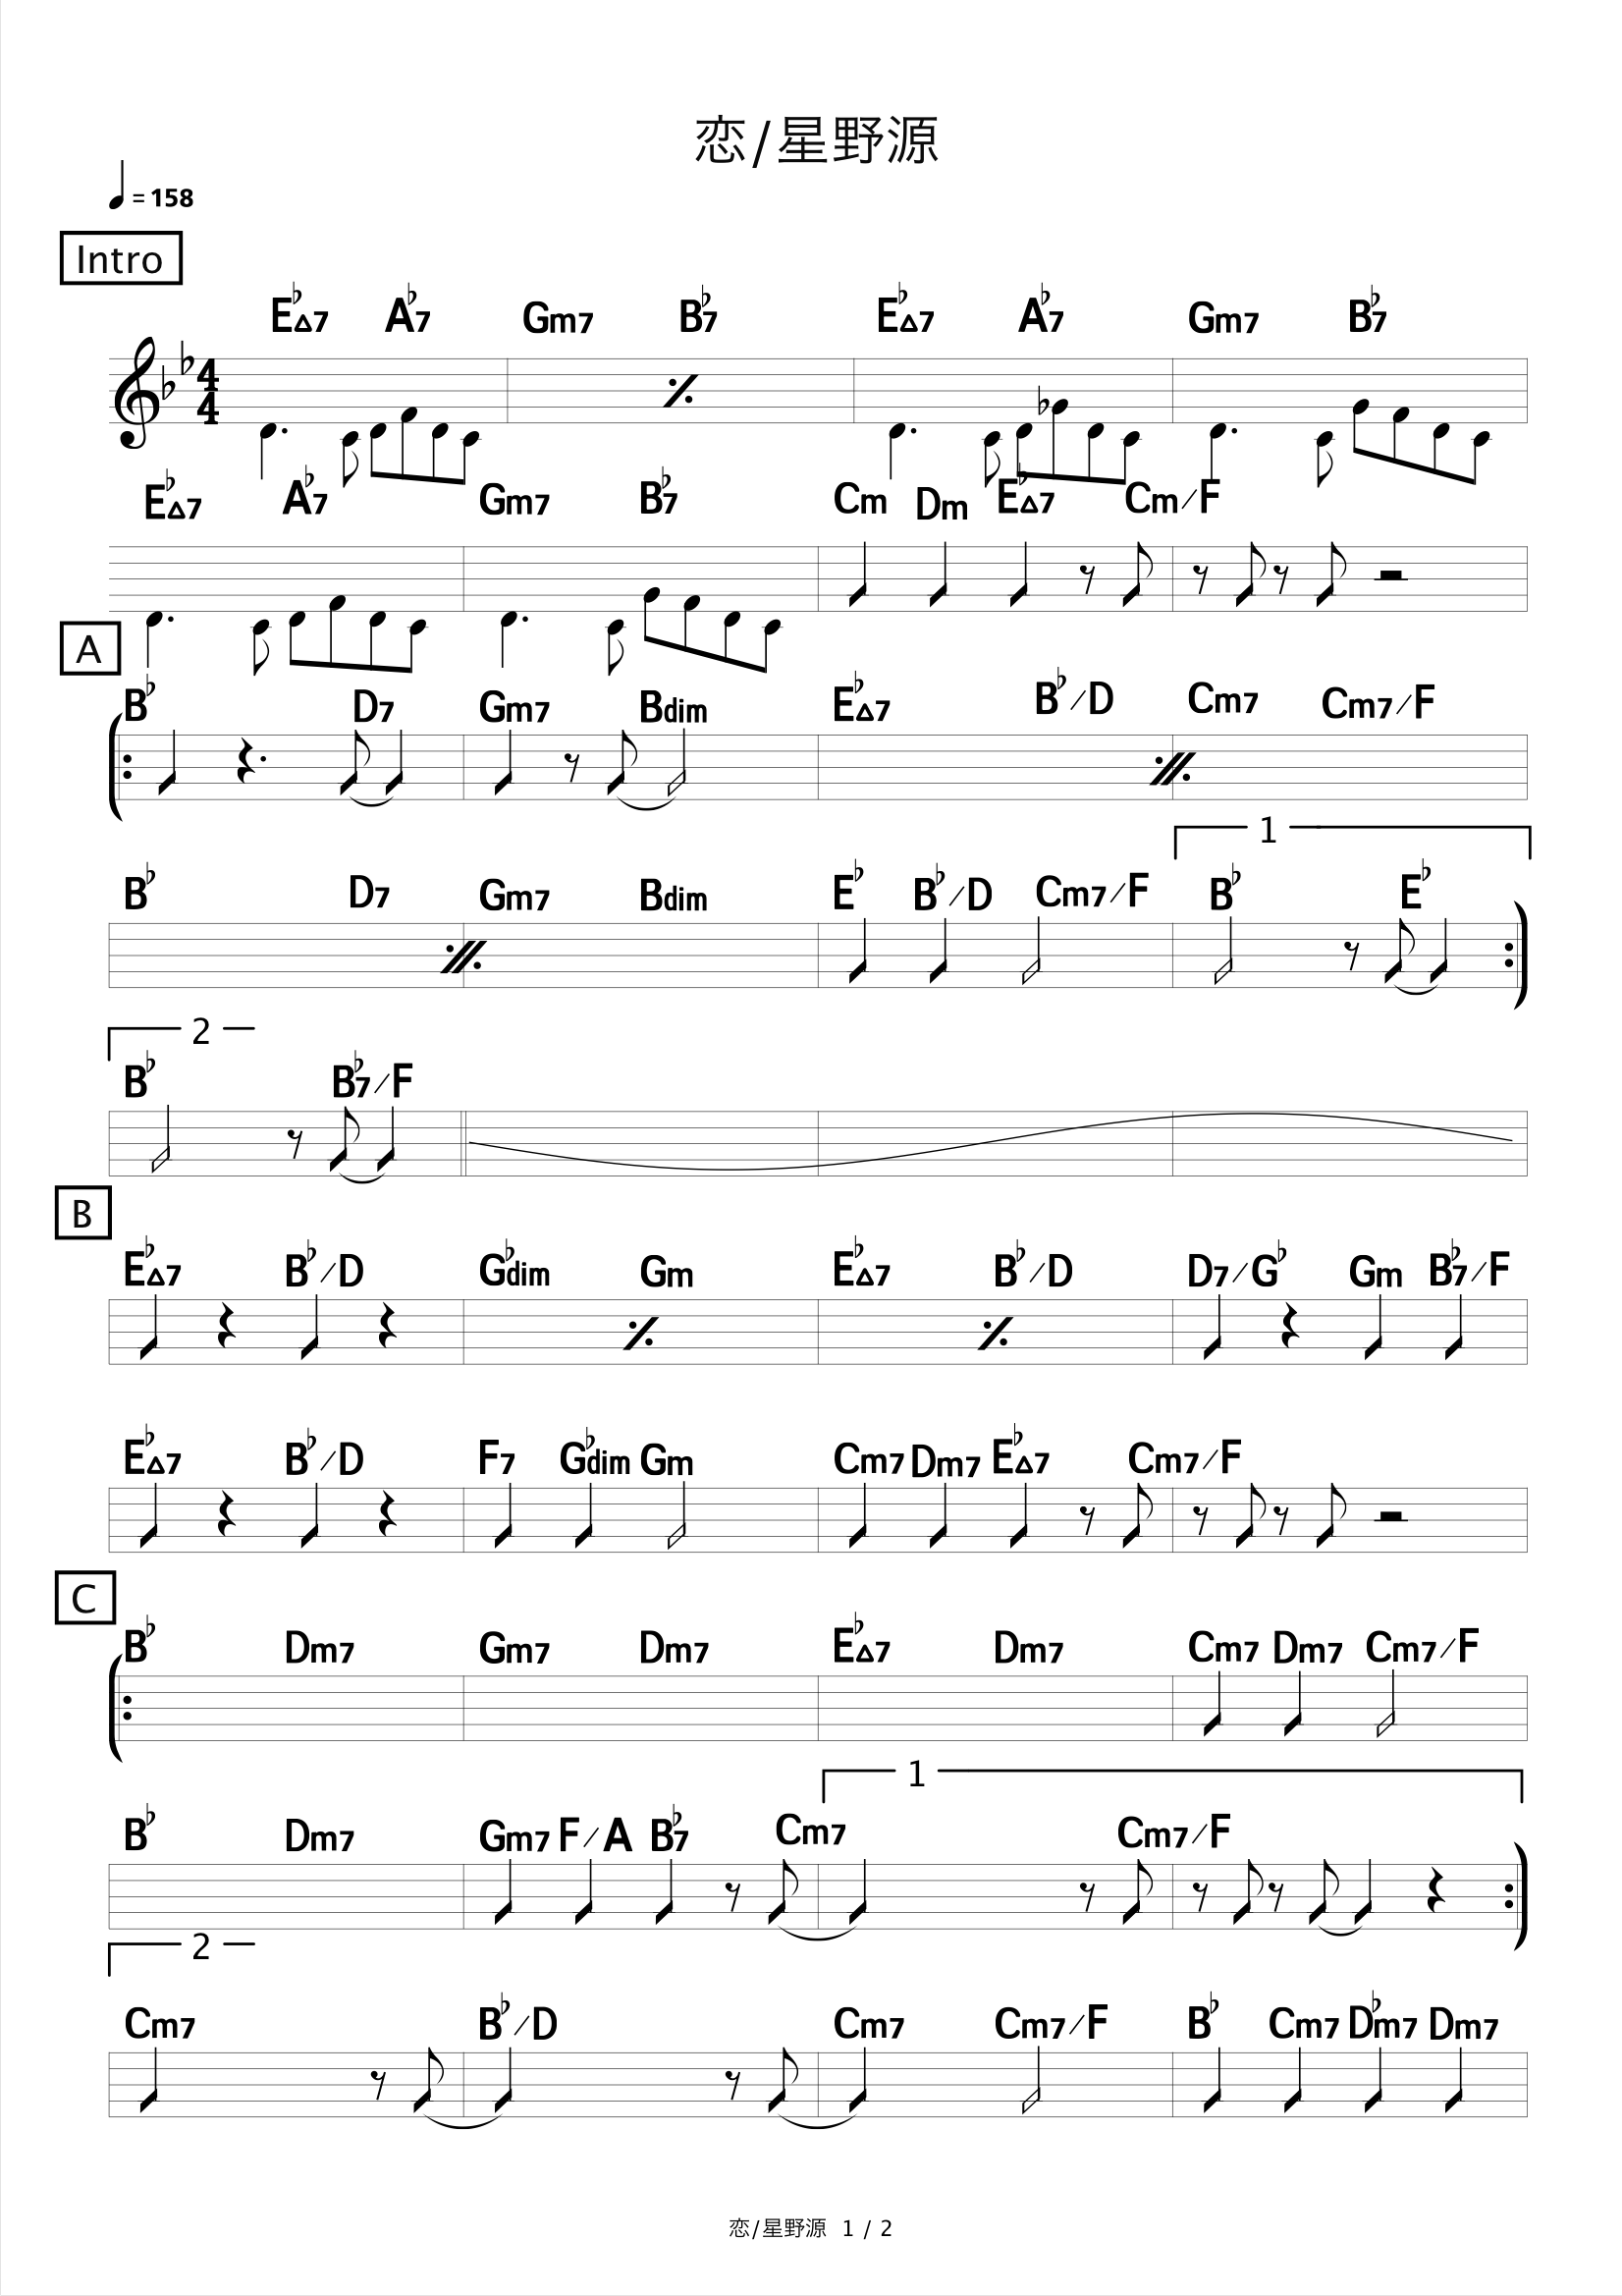 恋/星野源
♩ = 158
Intro
4/4
E♭△7 A♭7 Gm7 B♭7 E♭△7 A♭7 Gm7 B♭7
E♭△7 A♭7 Gm7 B♭7 Cm Dm E♭△7 Cm/F
A
B♭ D7 Gm7 Bdim E♭△7 B♭/D Cm7 Cm7/F
1
B♭ D7 Gm7 Bdim E♭ B♭/D Cm7/F B♭ E♭
2
B♭ B♭7/F
B
E♭△7 B♭/D G♭dim Gm E♭△7 B♭/D D7/G♭ Gm B♭7/F
E♭△7 B♭/D F7 G♭dim Gm Cm7 Dm7 E♭△7 Cm7/F
C
B♭ Dm7 Gm7 Dm7 E♭△7 Dm7 Cm7 Dm7 Cm7/F
1
B♭ Dm7 Gm7 F/A B♭7 Cm7 Cm7/F
2
Cm7 B♭/D Cm7 Cm7/F B♭ Cm7 D♭m7 Dm7
恋/星野源 1 / 2